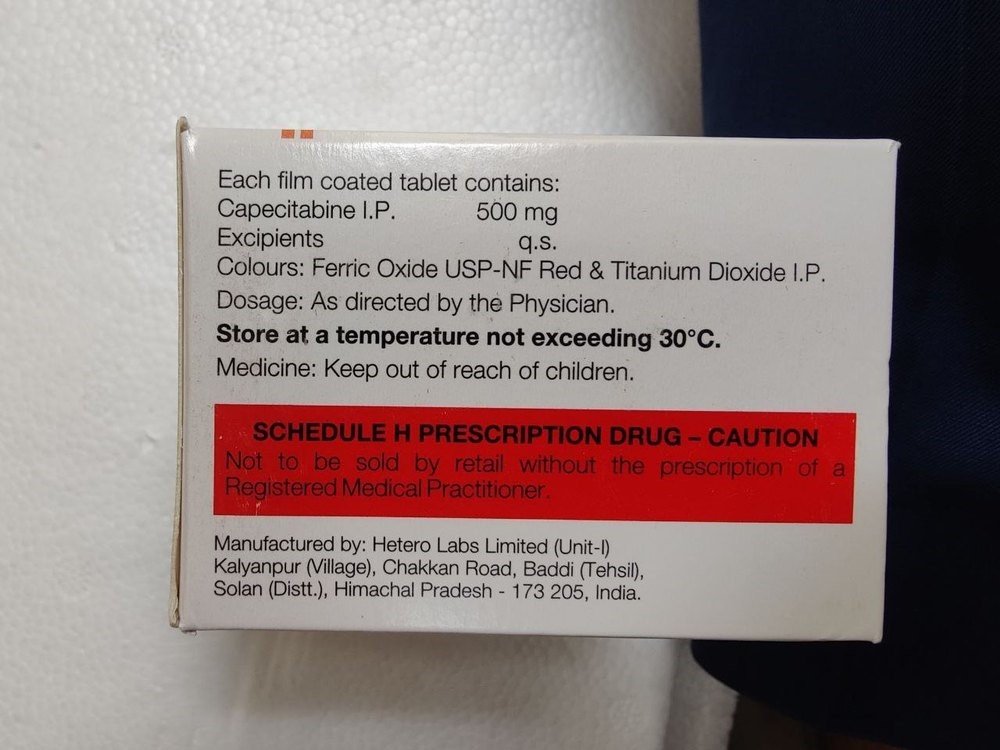 Each film coated tablet contains:
Capecitabine I.P. 500 mg
Excipients q.s.
Colours: Ferric Oxide USP-NF Red & Titanium Dioxide I.P.
Dosage: As directed by the Physician.
Store at a temperature not exceeding 30°C.
Medicine: Keep out of reach of children.
SCHEDULE H PRESCRIPTION DRUG – CAUTION
Not to be sold by retail without the prescription of a
Registered Medical Practitioner.
Manufactured by: Hetero Labs Limited (Unit-I)
Kalyanpur (Village), Chakkan Road, Baddi (Tehsil),
Solan (Distt.), Himachal Pradesh - 173 205, India.